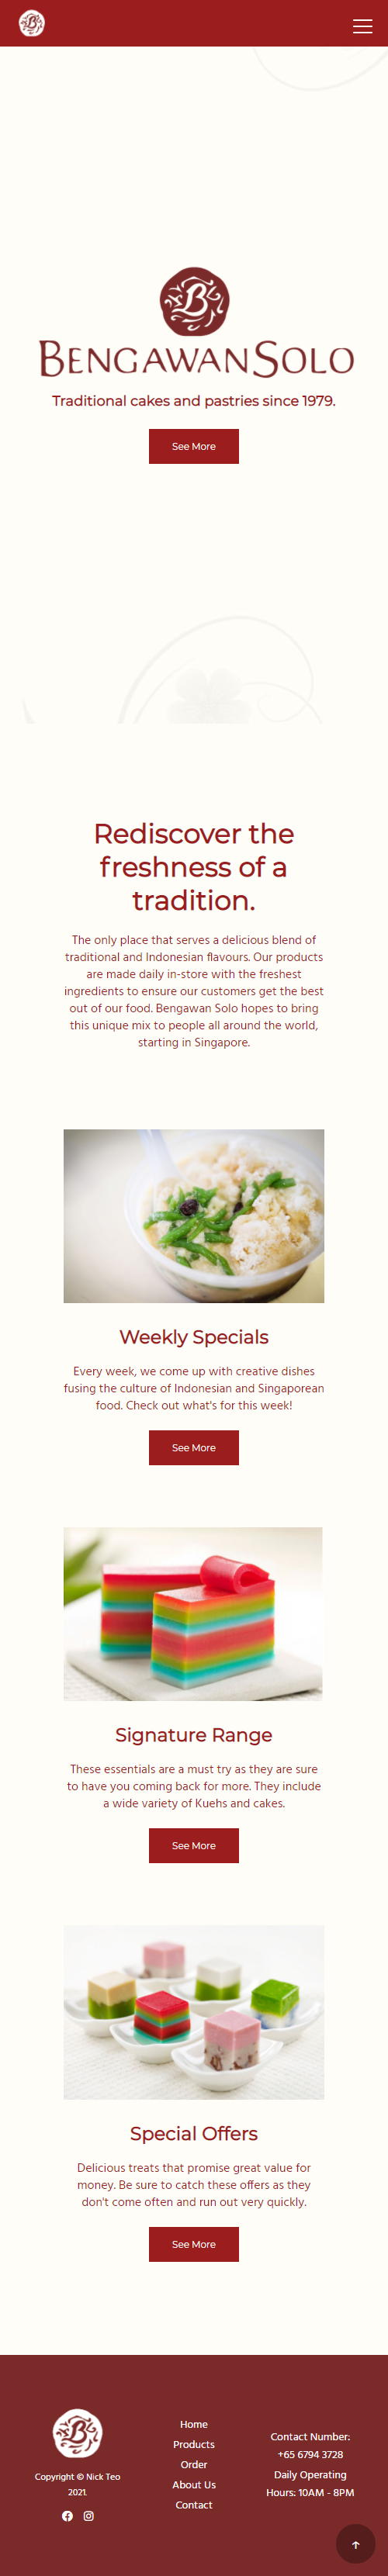 B
B
BENGAWAN SOLO
Traditional cakes and pastries since 1979.
See More
Rediscover the
freshness of a
tradition.
The only place that serves a delicious blend of
traditional and Indonesian flavours. Our products
are made daily in-store with the freshest
ingredients to ensure our customers get the best
out of our food. Bengawan Solo hopes to bring
this unique mix to people all around the world,
starting in Singapore.
Weekly Specials
Every week, we come up with creative dishes
fusing the culture of Indonesian and Singaporean
food. Check out what's for this week!
See More
Signature Range
These essentials are a must try as they are sure
to have you coming back for more. They include
a wide variety of Kuehs and cakes.
See More
Special Offers
Delicious treats that promise great value for
money. Be sure to catch these offers as they
don't come often and run out very quickly.
See More
B
Copyright © Nick Teo
2021.
Home
Products
Order
About Us
Contact
Contact Number:
+65 6794 3728
Daily Operating
Hours: 10AM - 8PM